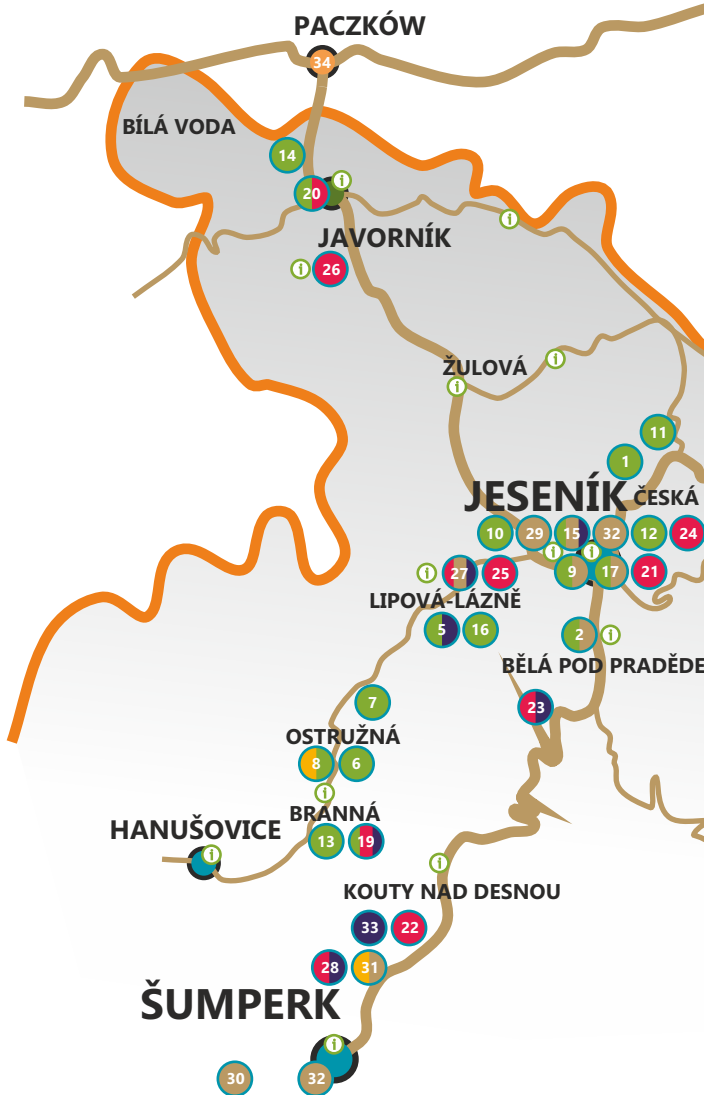 PACZKÓW
34
BÍLÁ VODA
14
i
20
i
JAVORNÍK
i 26
ŽULOVÁ
i
i
11
1
JESENÍK ČESKÁ
10 29 15 32 12 24
i i
i 27 25 9 17 21
LIPOVÁ-LÁZNĚ
5 16 2 i
BĚLÁ POD PRADĚDE
7 23
OSTRUŽNÁ
8 6
i
BRANNÁ
HANUŠOVICE
13 19
i
i
KOUTY NAD DESNOU
33 22
28 31
ŠUMPERK
i
30 32